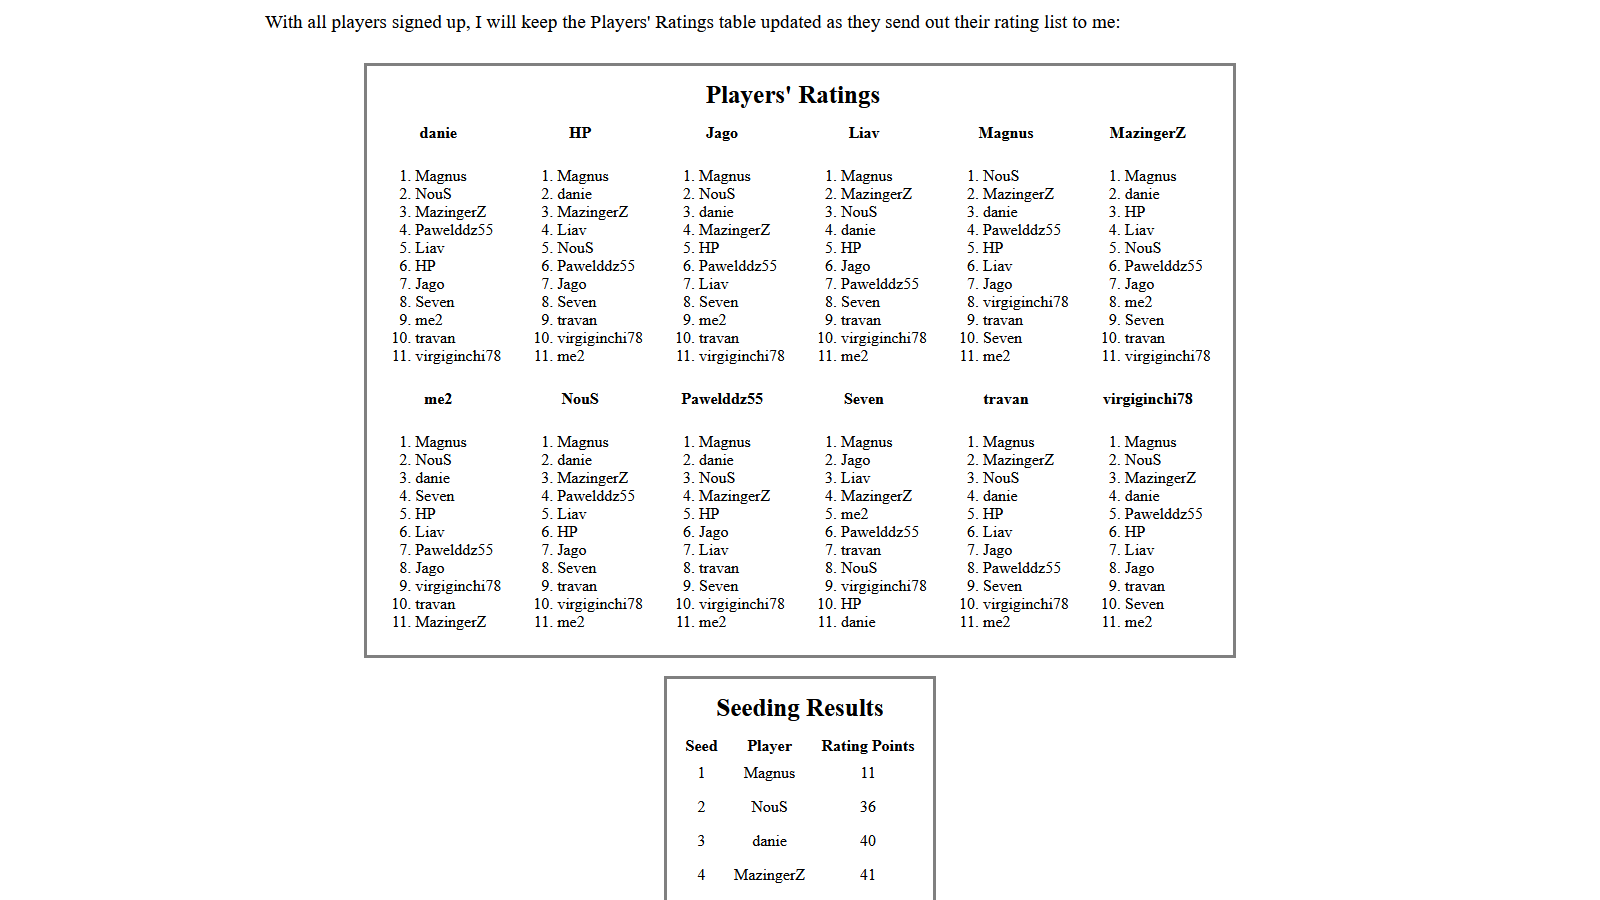 With all players signed up, I will keep the Players' Ratings table updated as they send out their rating list to me:
Players' Ratings
danie HP Jago Liav Magnus MazingerZ
1. Magnus 1. Magnus 1. Magnus 1. Magnus 1. NouS 1. Magnus
2. NouS 2. danie 2. NouS 2. MazingerZ 2. MazingerZ 2. danie
3. MazingerZ 3. MazingerZ 3. danie 3. NouS 3. danie 3. HP
4. Pawelddz55 4. Liav 4. MazingerZ 4. danie 4. Pawelddz55 4. Liav
5. Liav 5. NouS 5. HP 5. HP 5. HP 5. NouS
6. HP 6. Pawelddz55 6. Pawelddz55 6. Jago 6. Liav 6. Pawelddz55
7. Jago 7. Jago 7. Liav 7. Pawelddz55 7. Jago 7. Jago
8. Seven 8. Seven 8. Seven 8. Seven 8. virgiginchi78 8. me2
9. me2 9. travan 9. me2 9. travan 9. travan 9. Seven
10. travan 10. virgiginchi78 10. travan 10. virgiginchi78 10. Seven 10. travan
11. virgiginchi78 11. me2 11. virgiginchi78 11. me2 11. me2 11. virgiginchi78
me2 NouS Pawelddz55 Seven travan virgiginchi78
1. Magnus 1. Magnus 1. Magnus 1. Magnus 1. Magnus 1. Magnus
2. NouS 2. danie 2. danie 2. Jago 2. MazingerZ 2. NouS
3. danie 3. MazingerZ 3. NouS 3. Liav 3. NouS 3. MazingerZ
4. Seven 4. Pawelddz55 4. MazingerZ 4. MazingerZ 4. danie 4. danie
5. HP 5. Liav 5. HP 5. me2 5. HP 5. Pawelddz55
6. Liav 6. HP 6. Jago 6. Pawelddz55 6. Liav 6. HP
7. Pawelddz55 7. Jago 7. Liav 7. travan 7. Jago 7. Liav
8. Jago 8. Seven 8. travan 8. NouS 8. Pawelddz55 8. Jago
9. virgiginchi78 9. travan 9. Seven 9. virgiginchi78 9. Seven 9. travan
10. travan 10. virgiginchi78 10. virgiginchi78 10. HP 10. virgiginchi78 10. Seven
11. MazingerZ 11. me2 11. me2 11. danie 11. me2 11. me2
Seeding Results
Seed Player Rating Points
1 Magnus 11
2 NouS 36
3 danie 40
4 MazingerZ 41